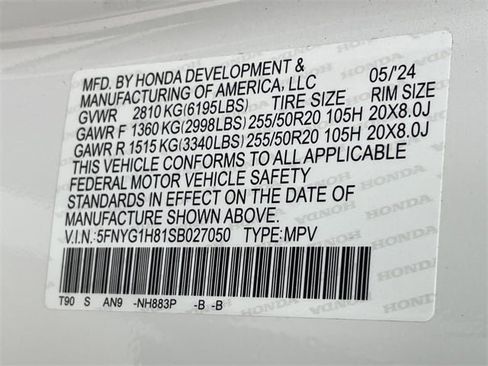 MFD. BY HONDA DEVELOPMENT &
MANUFACTURING OF AMERICA, LLC 05/'24
GVWR 2810 KG(6195LBS) TIRE SIZE RIM SIZE
GAWR F 1360 KG(2998LBS) 255/50R20 105H 20X8.0J
GAWR R 1515 KG(3340LBS) 255/50R20 105H 20X8.0J
THIS VEHICLE CONFORMS TO ALL APPLICABLE
FEDERAL MOTOR VEHICLE SAFETY
STANDARDS IN EFFECT ON THE DATE OF
MANUFACTURE SHOWN ABOVE.
V.I.N.:5FNYG1H81SB027050 TYPE:MPV
T90 S AN9 -NH883P -B -B